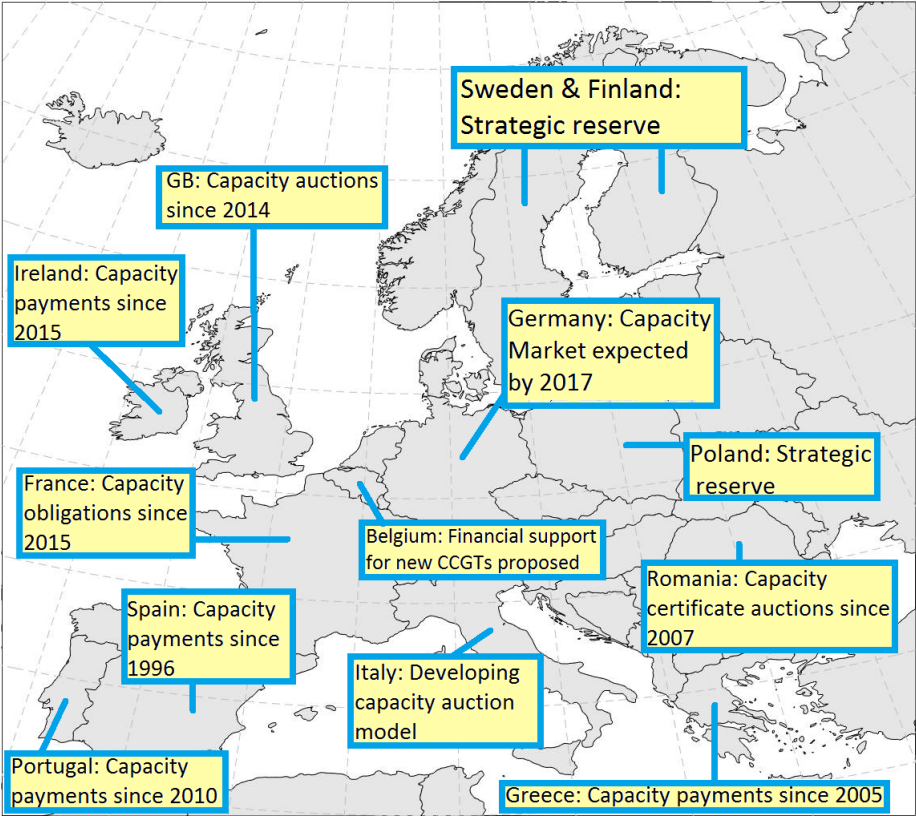 Sweden & Finland:
Strategic reserve
GB: Capacity auctions
since 2014
Ireland: Capacity
payments since
2015
Germany: Capacity
Market expected
by 2017
Poland: Strategic
reserve
France: Capacity
obligations since
2015
Belgium: Financial support
for new CCGTs proposed
Romania: Capacity
certificate auctions since
2007
Spain: Capacity
payments since
1996
Italy: Developing
capacity auction
model
Portugal: Capacity
payments since 2010
Greece: Capacity payments since 2005